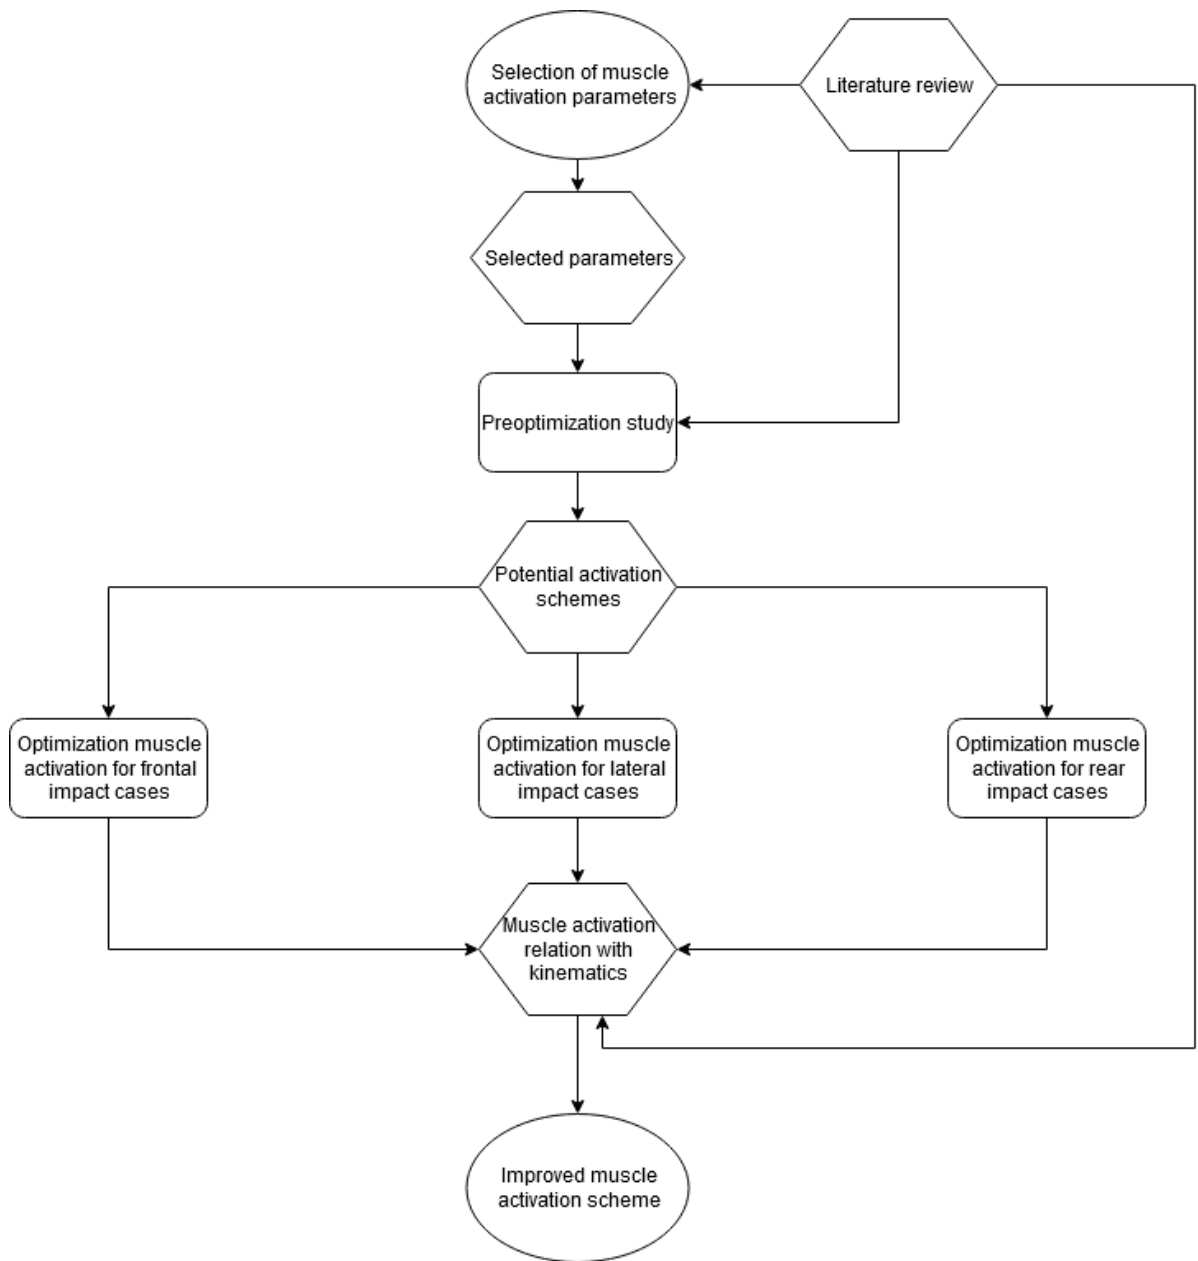 Selection of muscle
activation parameters
Literature review
Selected parameters
Preoptimization study
Potential activation
schemes
Optimization muscle
activation for frontal
impact cases
Optimization muscle
activation for lateral
impact cases
Optimization muscle
activation for rear
impact cases
Muscle activation
relation with
kinematics
Improved muscle
activation scheme